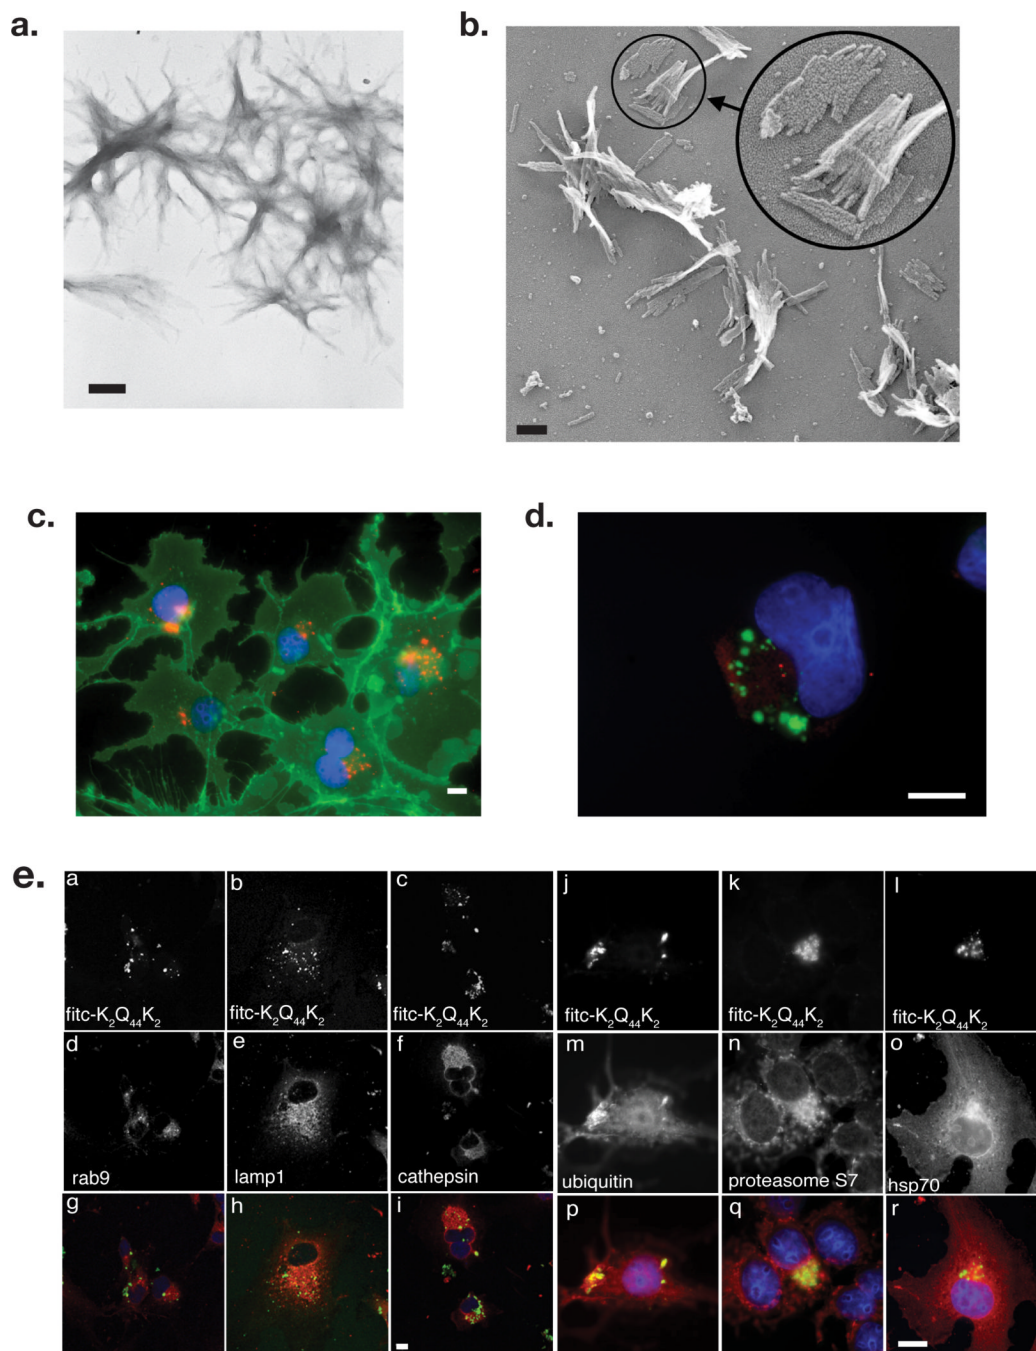 a.
b.
c.
d.
e.
a b c j k l
fitc-K₂Q₄₄K₂ fitc-K₂Q₄₄K₂ fitc-K₂Q₄₄K₂ fitc-K₂Q₄₄K₂ fitc-K₂Q₄₄K₂ fitc-K₂Q₄₄K₂
d e f m n o
rab9 lamp1 cathepsin ubiquitin proteasome S7 hsp70
g h i p q r